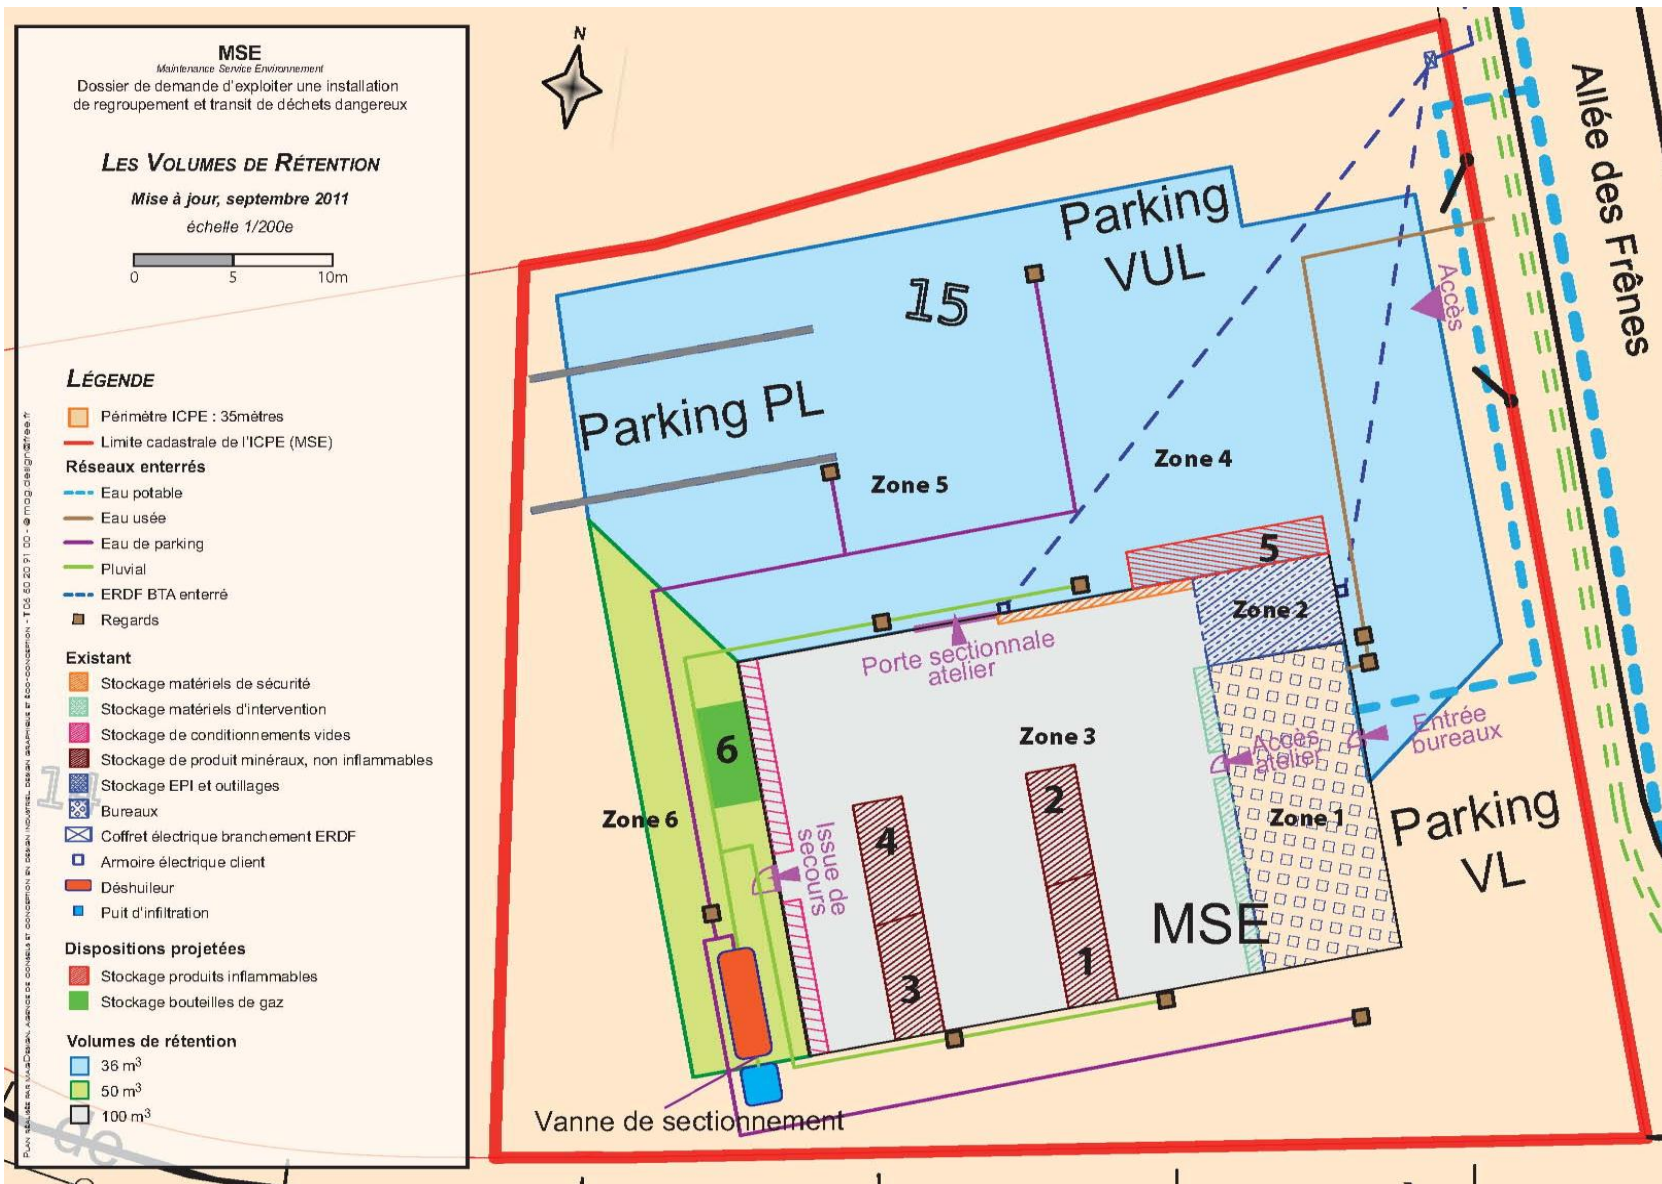 MSE
Maintenance Service Environnement
Dossier de demande d'exploiter une installation
de regroupement et transit de déchets dangereux
LES VOLUMES DE RÉTENTION
Mise à jour, septembre 2011
échelle 1/200e
0 5 10m
LÉGENDE
Périmètre ICPE : 35mètres
Limite cadastrale de l'ICPE (MSE)
Réseaux enterrés
Eau potable
Eau usée
Eau de parking
Pluvial
ERDF BTA enterré
Regards
Existant
Stockage matériels de sécurité
Stockage matériels d'intervention
Stockage de conditionnements vides
Stockage de produit minéraux, non inflammables
Stockage EPI et outillages
Bureaux
Coffret électrique branchement ERDF
Armoire électrique client
Déshuileur
Puit d'infiltration
Dispositions projetées
Stockage produits inflammables
Stockage bouteilles de gaz
Volumes de rétention
36 m³
50 m³
100 m³
14
de
N
Allée des Frênes
Parking
VUL
15
Accès
Parking PL
Zone 4
Zone 5
5
Zone 2
Porte sectionnale
atelier
Entrée
bureaux
Zone 3
Accès
atelier
6
2
Zone 6
Zone 1
Parking
VL
4
Issue de
secours
MSE
1
3
Vanne de sectionnement